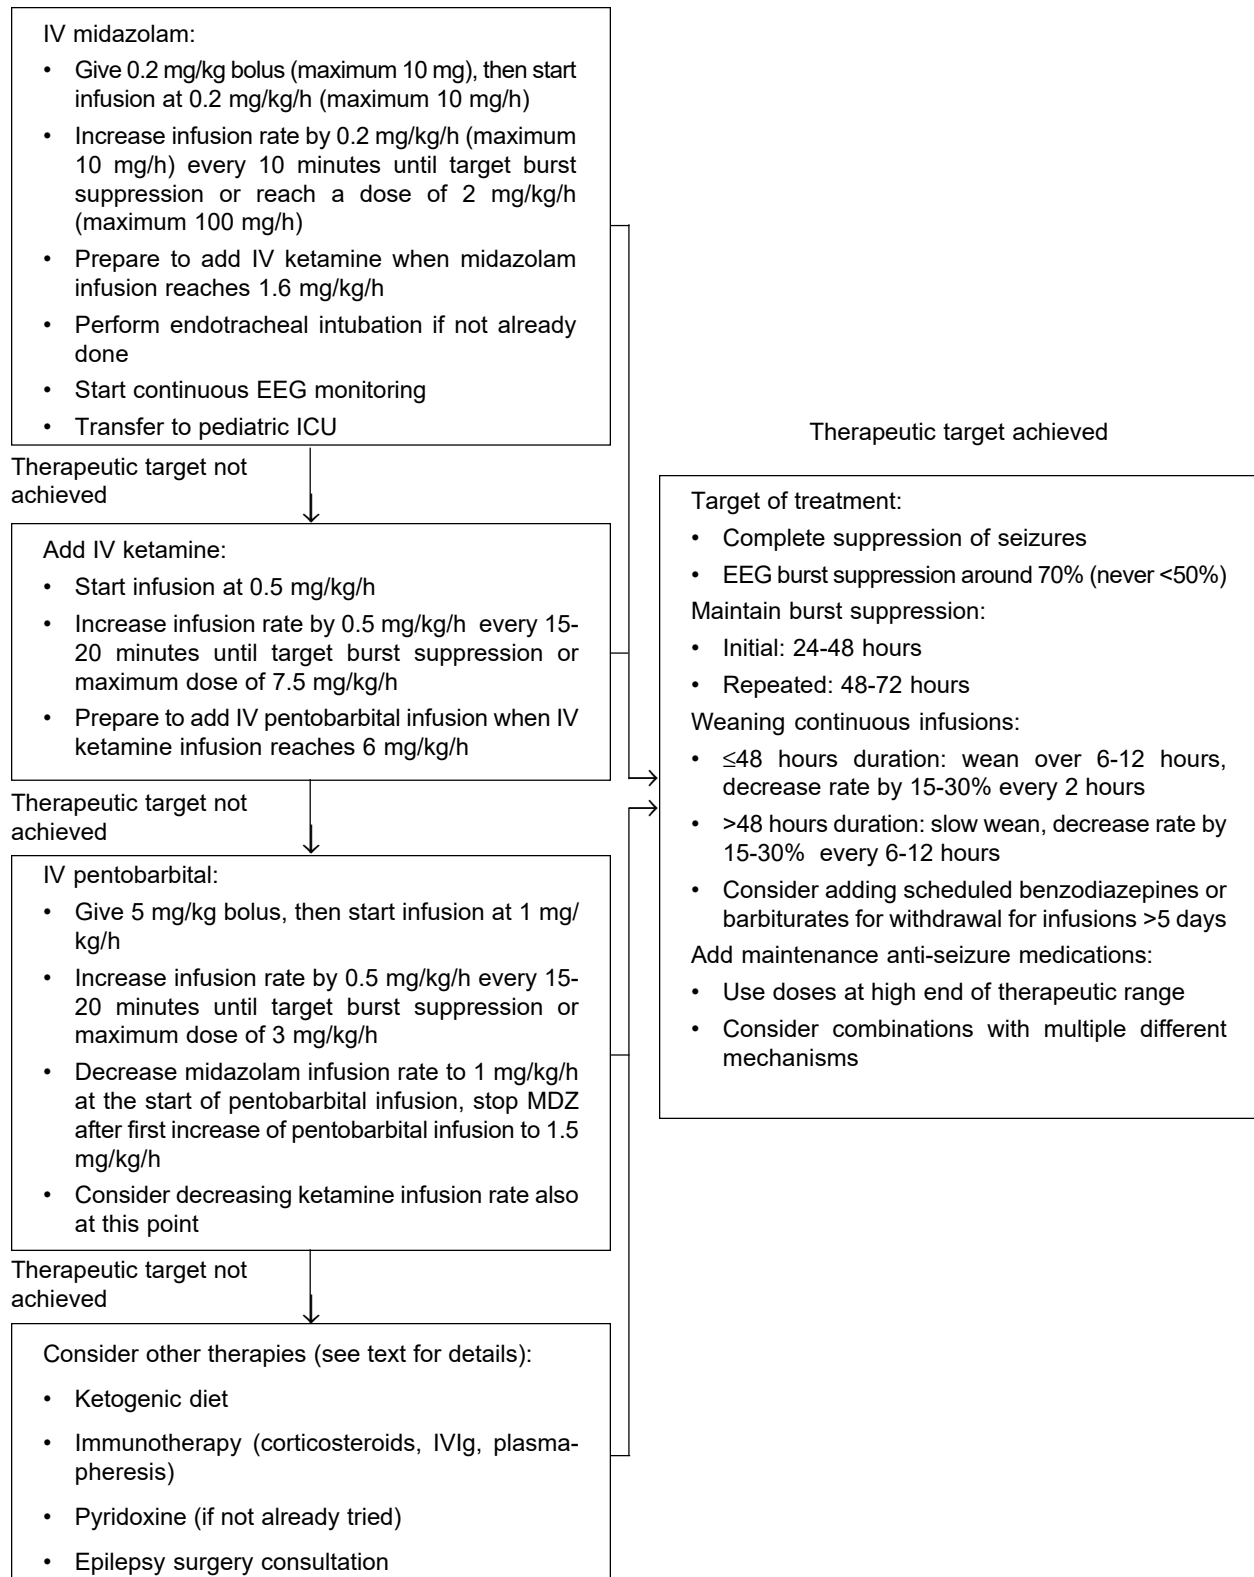 IV midazolam:
• Give 0.2 mg/kg bolus (maximum 10 mg), then start
infusion at 0.2 mg/kg/h (maximum 10 mg/h)
• Increase infusion rate by 0.2 mg/kg/h (maximum
10 mg/h) every 10 minutes until target burst
suppression or reach a dose of 2 mg/kg/h
(maximum 100 mg/h)
• Prepare to add IV ketamine when midazolam
infusion reaches 1.6 mg/kg/h
• Perform endotracheal intubation if not already
done
• Start continuous EEG monitoring
• Transfer to pediatric ICU
Therapeutic target not
achieved
Add IV ketamine:
• Start infusion at 0.5 mg/kg/h
• Increase infusion rate by 0.5 mg/kg/h every 15-
20 minutes until target burst suppression or
maximum dose of 7.5 mg/kg/h
• Prepare to add IV pentobarbital infusion when IV
ketamine infusion reaches 6 mg/kg/h
Therapeutic target not
achieved
IV pentobarbital:
• Give 5 mg/kg bolus, then start infusion at 1 mg/
kg/h
• Increase infusion rate by 0.5 mg/kg/h every 15-
20 minutes until target burst suppression or
maximum dose of 3 mg/kg/h
• Decrease midazolam infusion rate to 1 mg/kg/h
at the start of pentobarbital infusion, stop MDZ
after first increase of pentobarbital infusion to 1.5
mg/kg/h
• Consider decreasing ketamine infusion rate also
at this point
Therapeutic target not
achieved
Consider other therapies (see text for details):
• Ketogenic diet
• Immunotherapy (corticosteroids, IVIg, plasma-
pheresis)
• Pyridoxine (if not already tried)
• Epilepsy surgery consultation
Therapeutic target achieved
Target of treatment:
• Complete suppression of seizures
• EEG burst suppression around 70% (never <50%)
Maintain burst suppression:
• Initial: 24-48 hours
• Repeated: 48-72 hours
Weaning continuous infusions:
• ≤48 hours duration: wean over 6-12 hours,
decrease rate by 15-30% every 2 hours
• >48 hours duration: slow wean, decrease rate by
15-30% every 6-12 hours
• Consider adding scheduled benzodiazepines or
barbiturates for withdrawal for infusions >5 days
Add maintenance anti-seizure medications:
• Use doses at high end of therapeutic range
• Consider combinations with multiple different
mechanisms